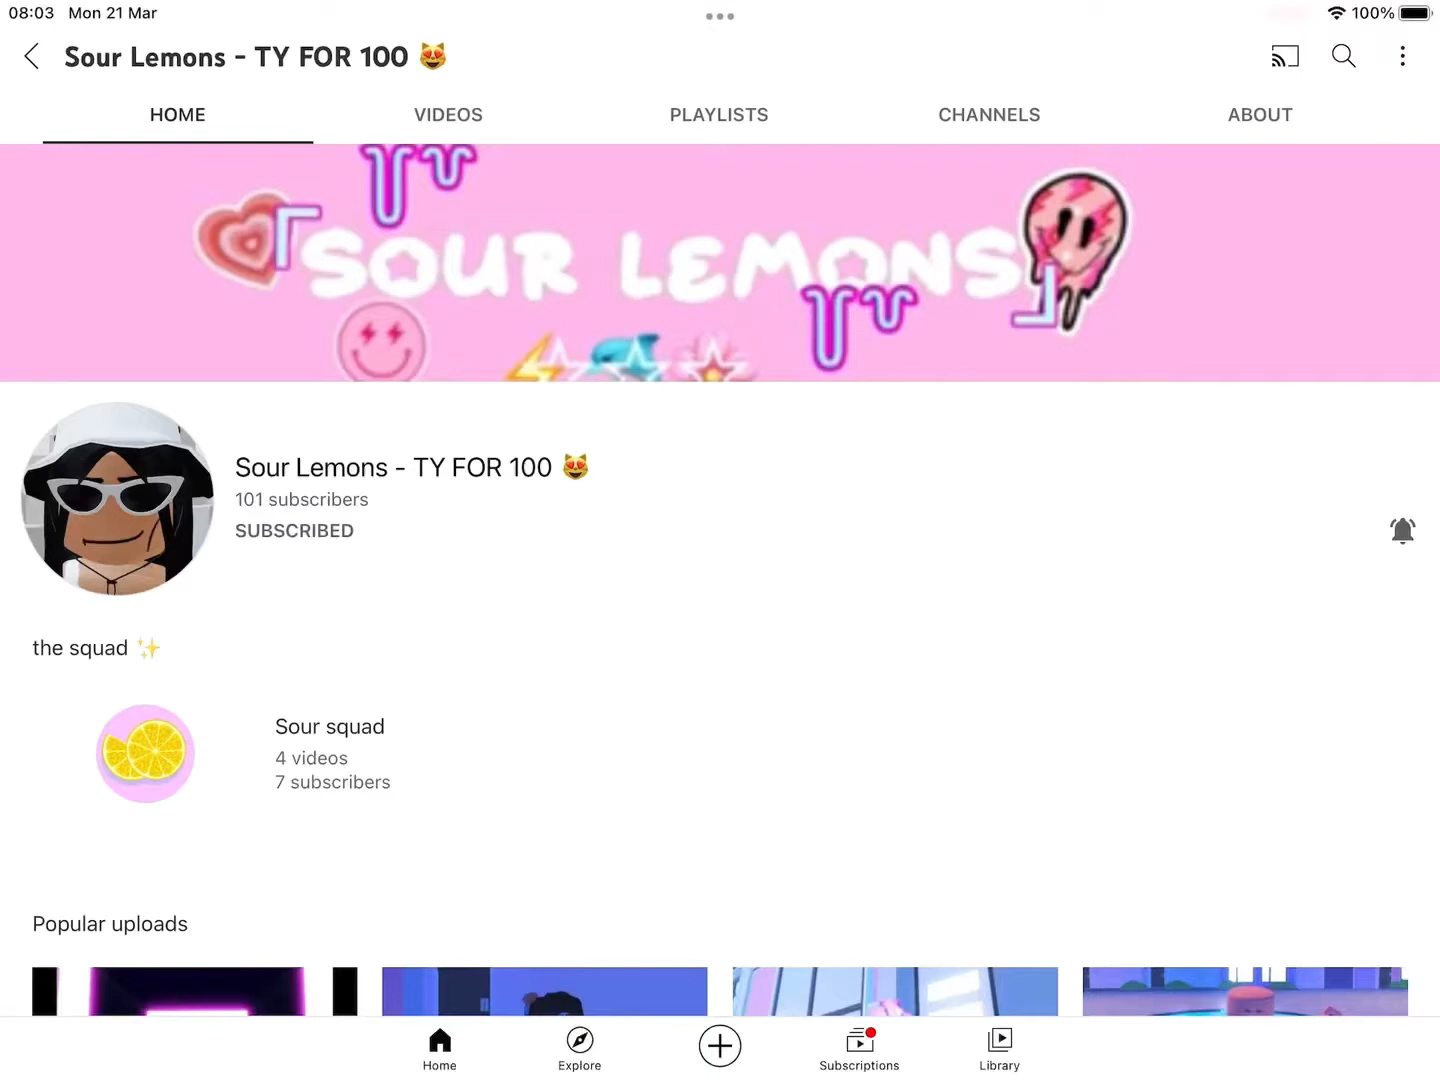 08:03 Mon 21 Mar
100%
Sour Lemons - TY FOR 100 😻
HOME VIDEOS PLAYLISTS CHANNELS ABOUT
SOUR LEMONS
Sour Lemons - TY FOR 100 😻
101 subscribers
SUBSCRIBED
the squad ✨
Sour squad
4 videos
7 subscribers
Popular uploads
Home Explore Subscriptions Library